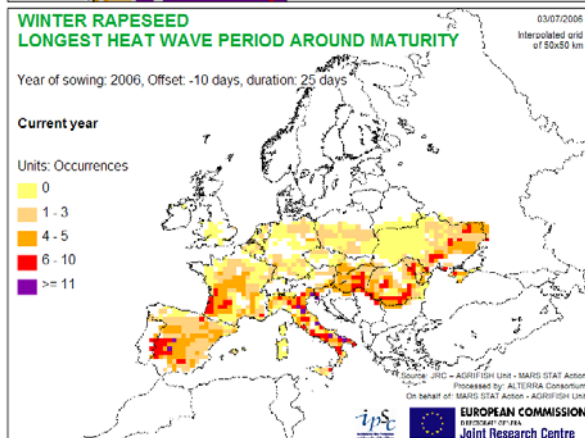 WINTER RAPESEED
LONGEST HEAT WAVE PERIOD AROUND MATURITY
03/07/2006
Interpolated grid
of 50x50 km
Year of sowing: 2006, Offset: -10 days, duration: 25 days
Current year
Units: Occurrences
0
1 - 3
4 - 5
6 - 10
>= 11
Source: JRC - AGRIFISH Unit - MARS STAT Action
Processed by: ALTERRA Consortium
On behalf of: MARS STAT Action - AGRIFISH Unit
ipsc
EUROPEAN COMMISSION
Joint Research Centre